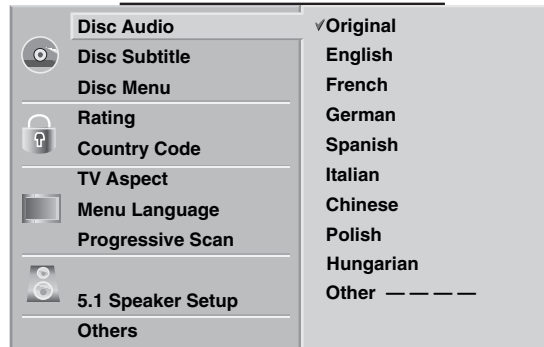 Disc Audio
Disc Subtitle
Disc Menu
Rating
Country Code
TV Aspect
Menu Language
Progressive Scan
5.1 Speaker Setup
Others
✓Original
English
French
German
Spanish
Italian
Chinese
Polish
Hungarian
Other — — — —